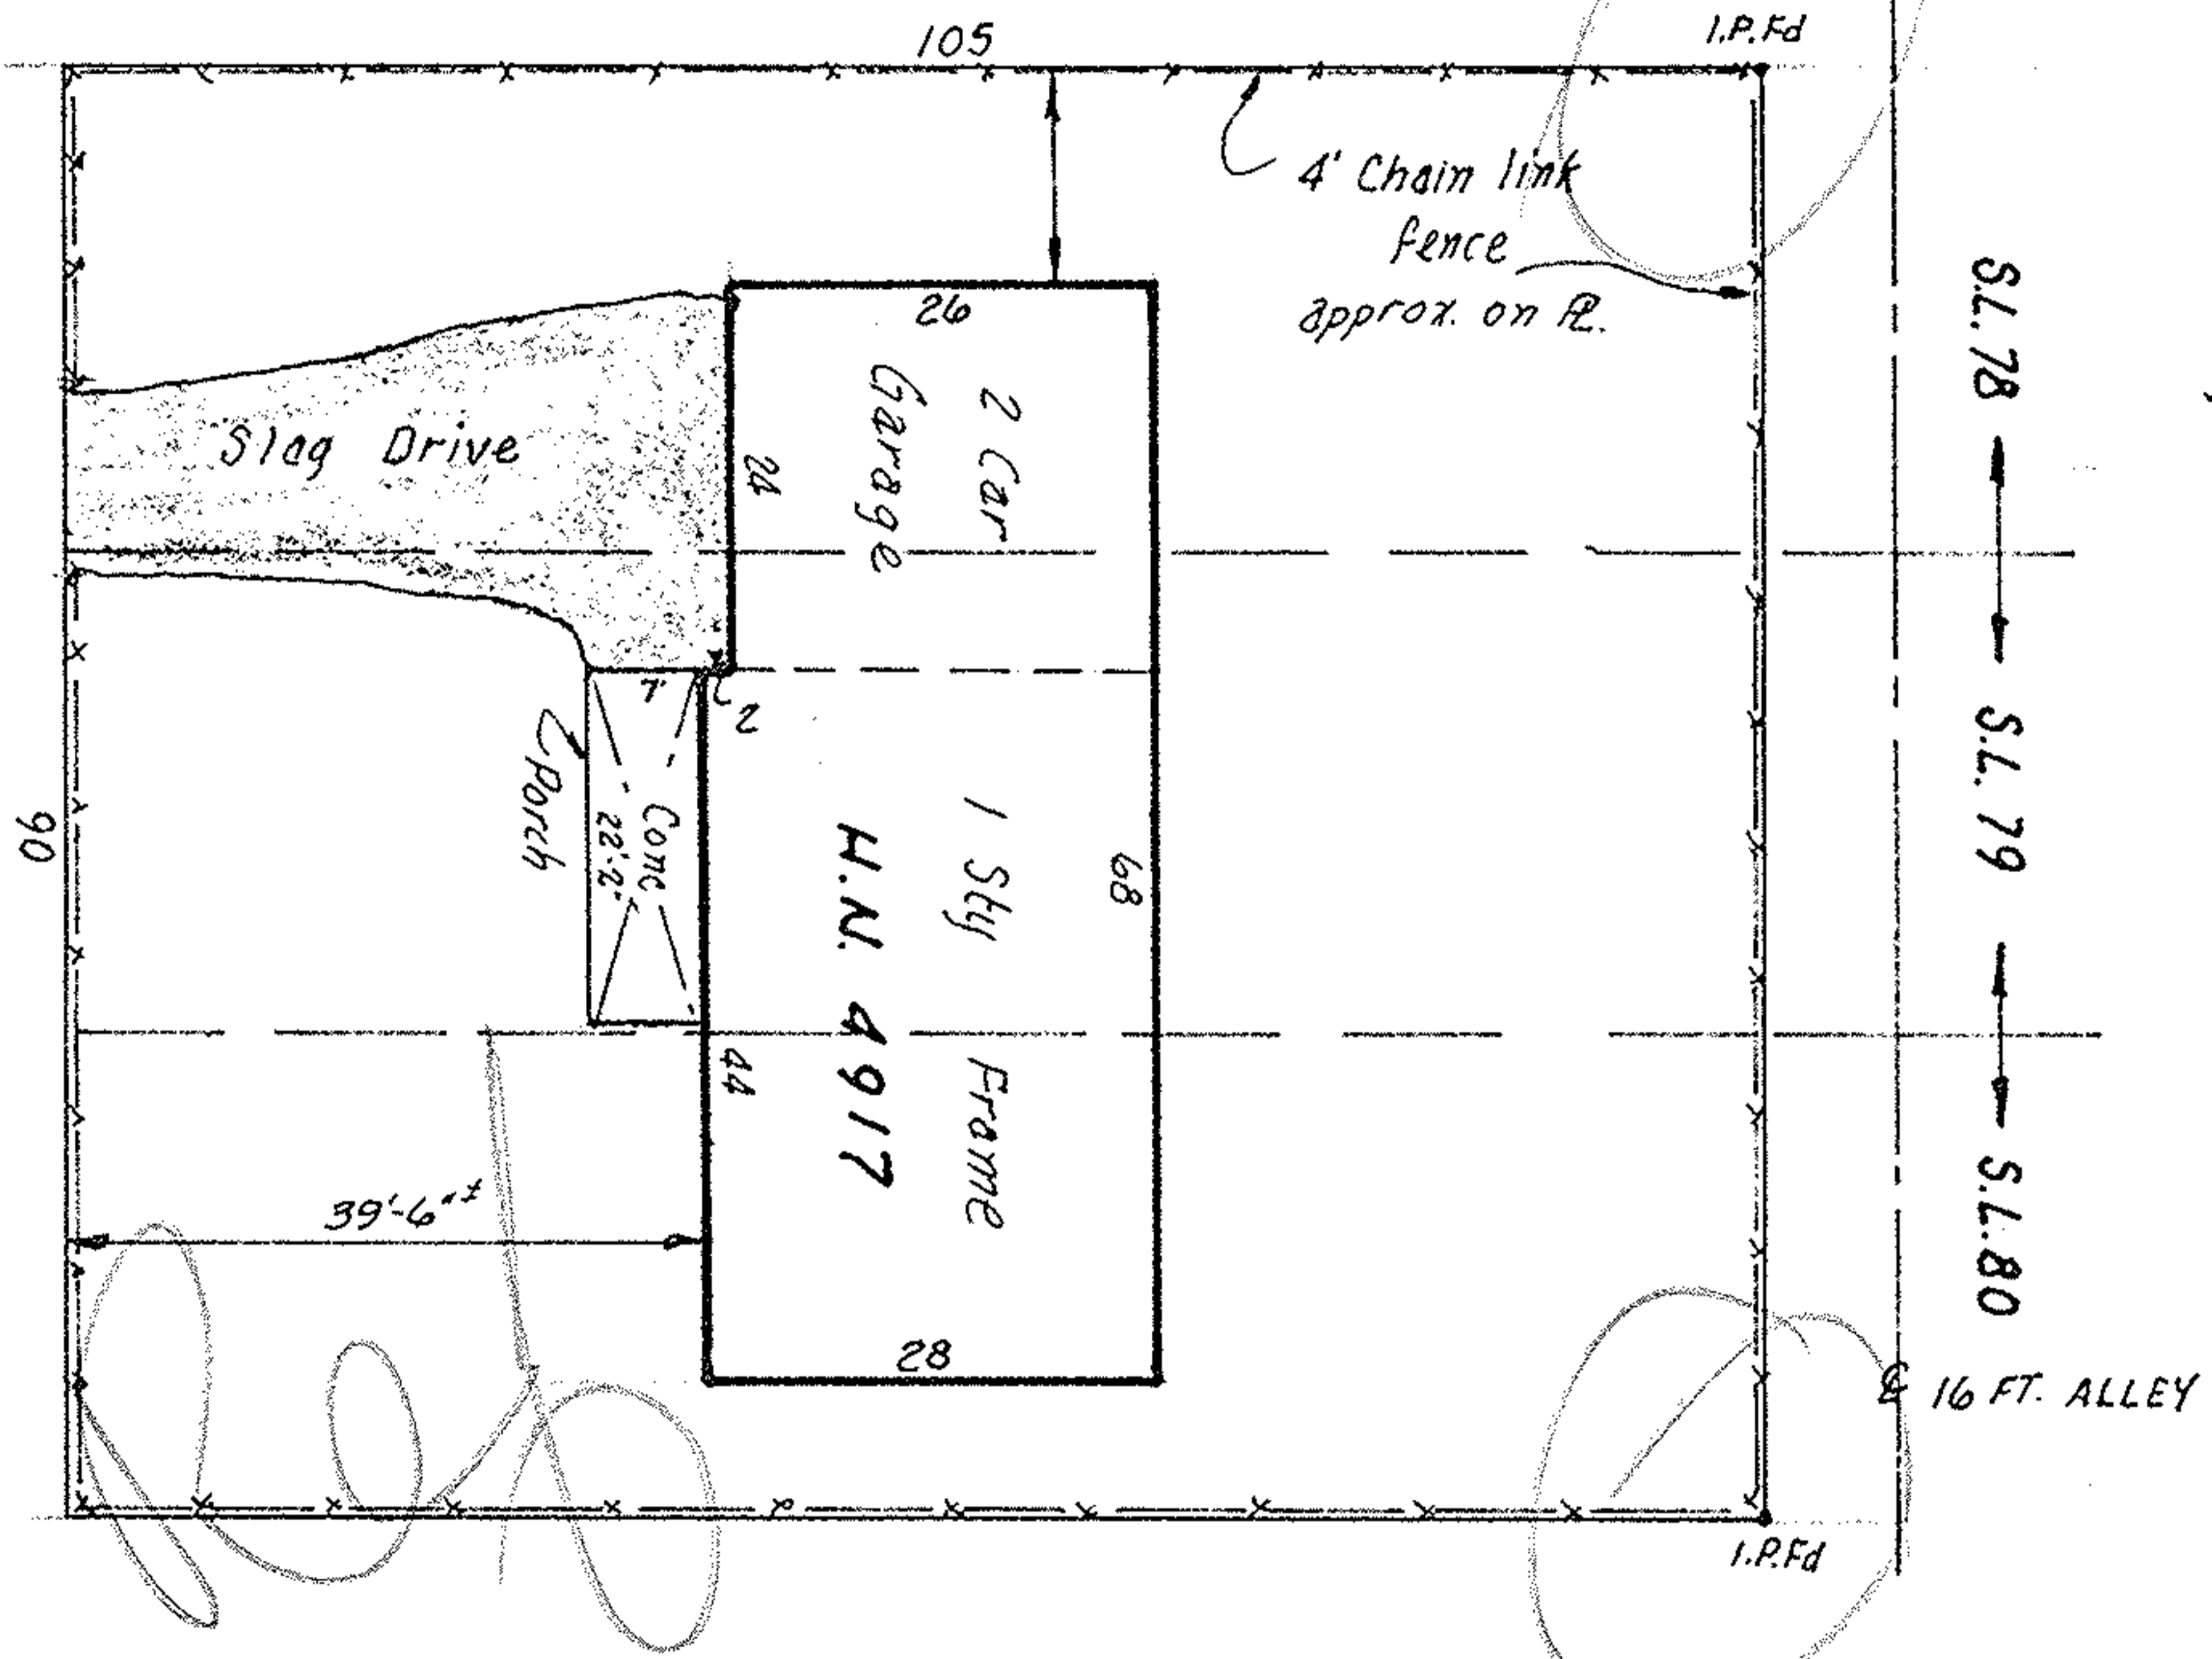 105
I.P.Fd
4' Chain link
fence
approx. on ⅊.
26
2 Car
Garage
24
Slag Drive
S.L. 78
S.L. 79
S.L. 80
7'
2
Porch
Conc.
22'-2"
1 Sty Frame
H.N. 4917
68
90
44
39'-6"±
28
℄ 16 FT. ALLEY
I.P.Fd